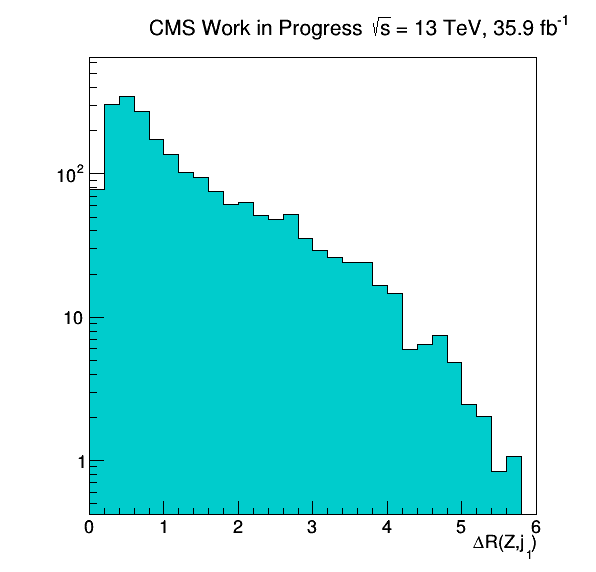 CMS Work in Progress √s = 13 TeV, 35.9 fb⁻¹
10²
10
1
0 1 2 3 4 5 6
ΔR(Z,j₁)